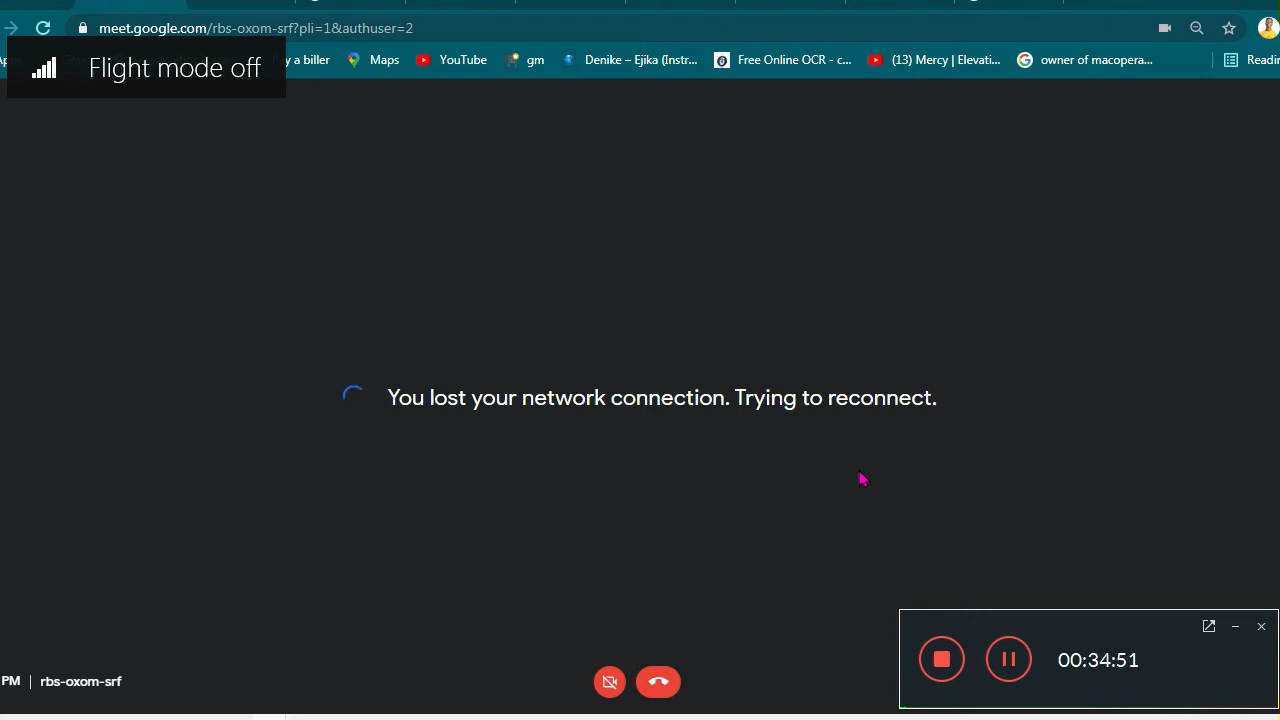 meet.google.com/rbs-oxom-srf?pli=1&authuser=2
Flight mode off
y a biller
Maps
YouTube
gm
Denike – Ejika (Instr...
Free Online OCR - c...
(13) Mercy | Elevati...
owner of macopera...
Readin
You lost your network connection. Trying to reconnect.
00:34:51
PM | rbs-oxom-srf